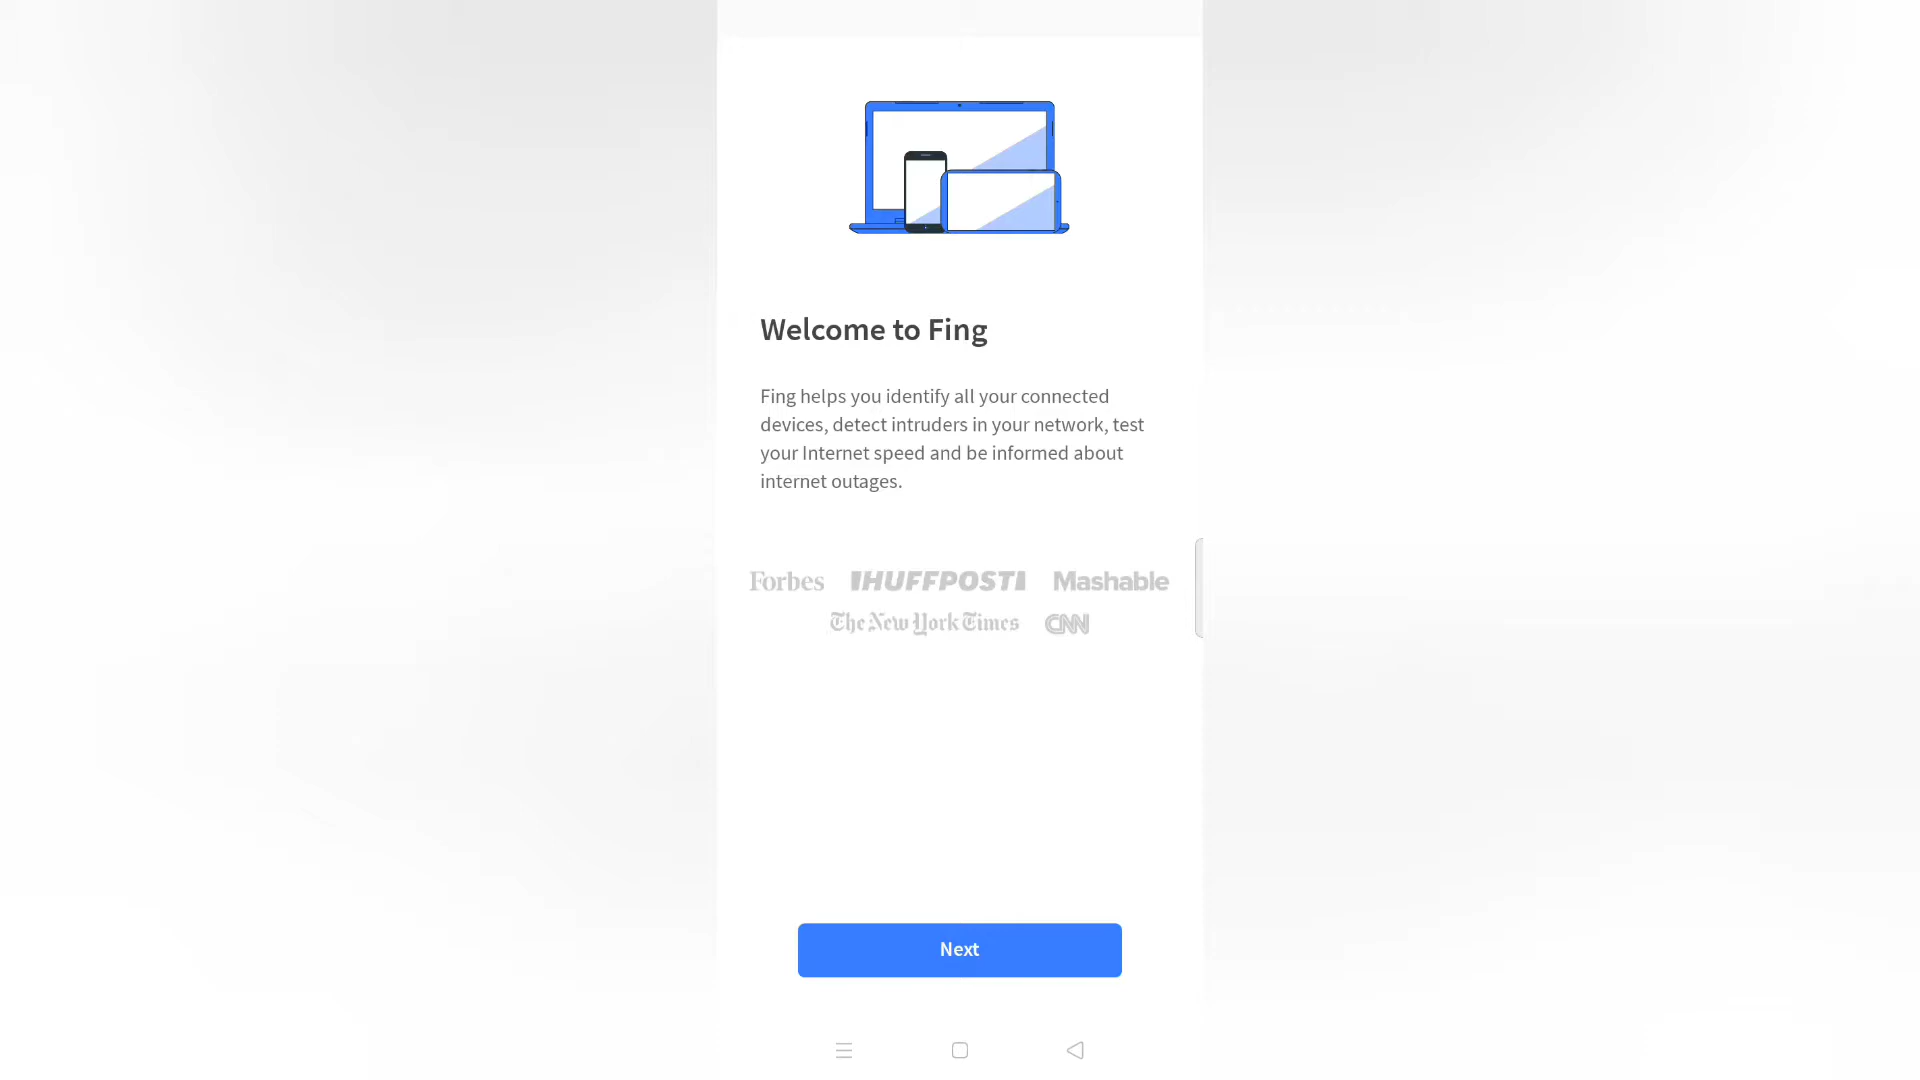 Welcome to Fing
Fing helps you identify all your connected
devices, detect intruders in your network, test
your Internet speed and be informed about
internet outages.
Forbes HUFFPOST Mashable
The New York Times CNN
Next